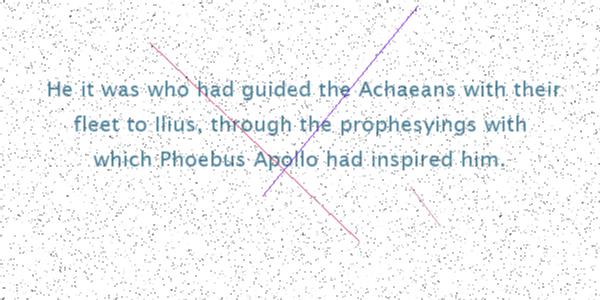 He it was who had guided the Achaeans with their
fleet to Ilius, through the prophesyings with
which Phoebus Apollo had inspired him.